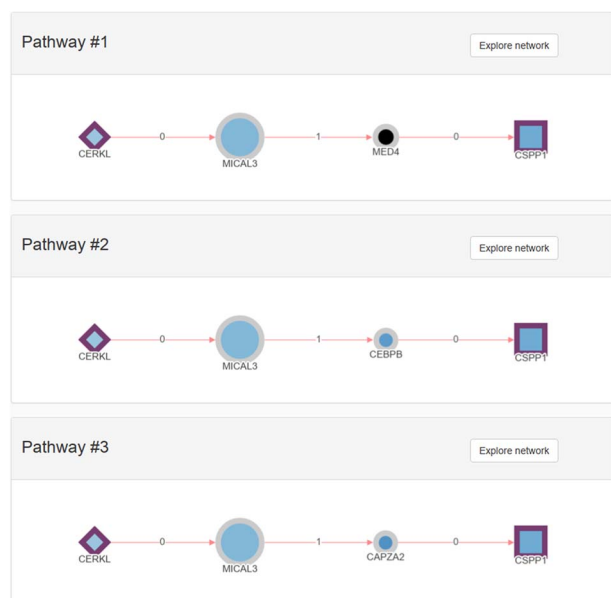 Pathway #1
Explore network
0
1
0
CERKL
MICAL3
MED4
CSPP1
Pathway #2
Explore network
0
1
0
CERKL
MICAL3
CEBPB
CSPP1
Pathway #3
Explore network
0
1
0
CERKL
MICAL3
CAPZA2
CSPP1